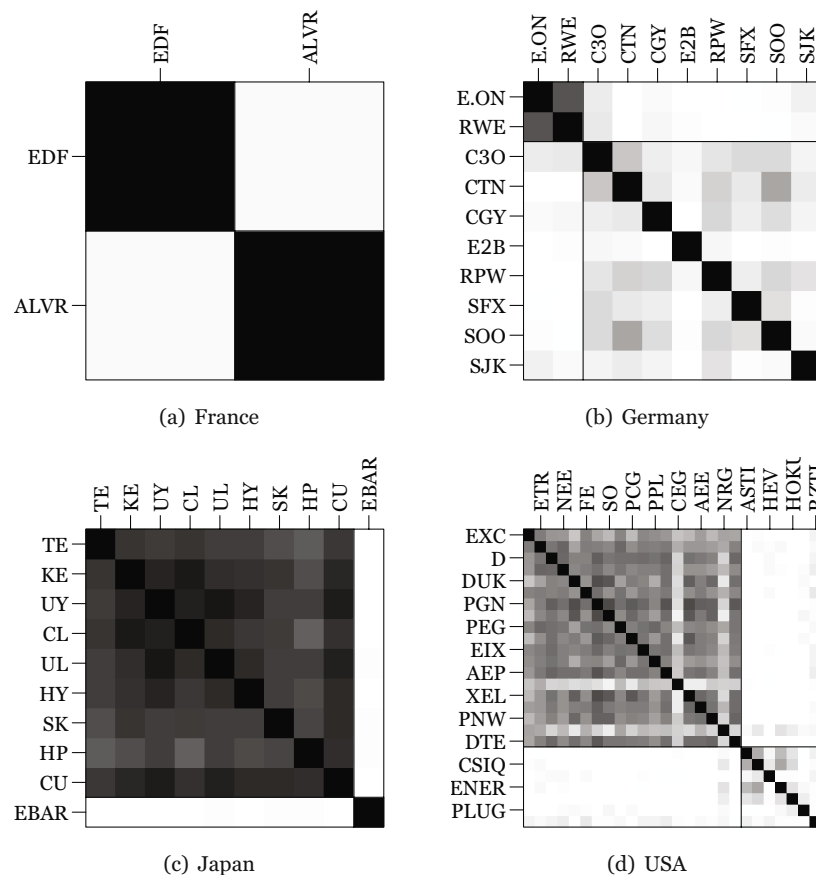 EDF
ALVR
EDF
ALVR
(a) France
E.ON
RWE
C3O
CTN
CGY
E2B
RPW
SFX
SOO
SJK
E.ON
RWE
C3O
CTN
CGY
E2B
RPW
SFX
SOO
SJK
(b) Germany
TE
KE
UY
CL
UL
HY
SK
HP
CU
EBAR
TE
KE
UY
CL
UL
HY
SK
HP
CU
EBAR
(c) Japan
ETR
NEE
FE
SO
PCG
PPL
CEG
AEE
NRG
ASTI
HEV
HOKU
EXC
D
DUK
PGN
PEG
EIX
AEP
XEL
PNW
DTE
CSIQ
ENER
PLUG
(d) USA